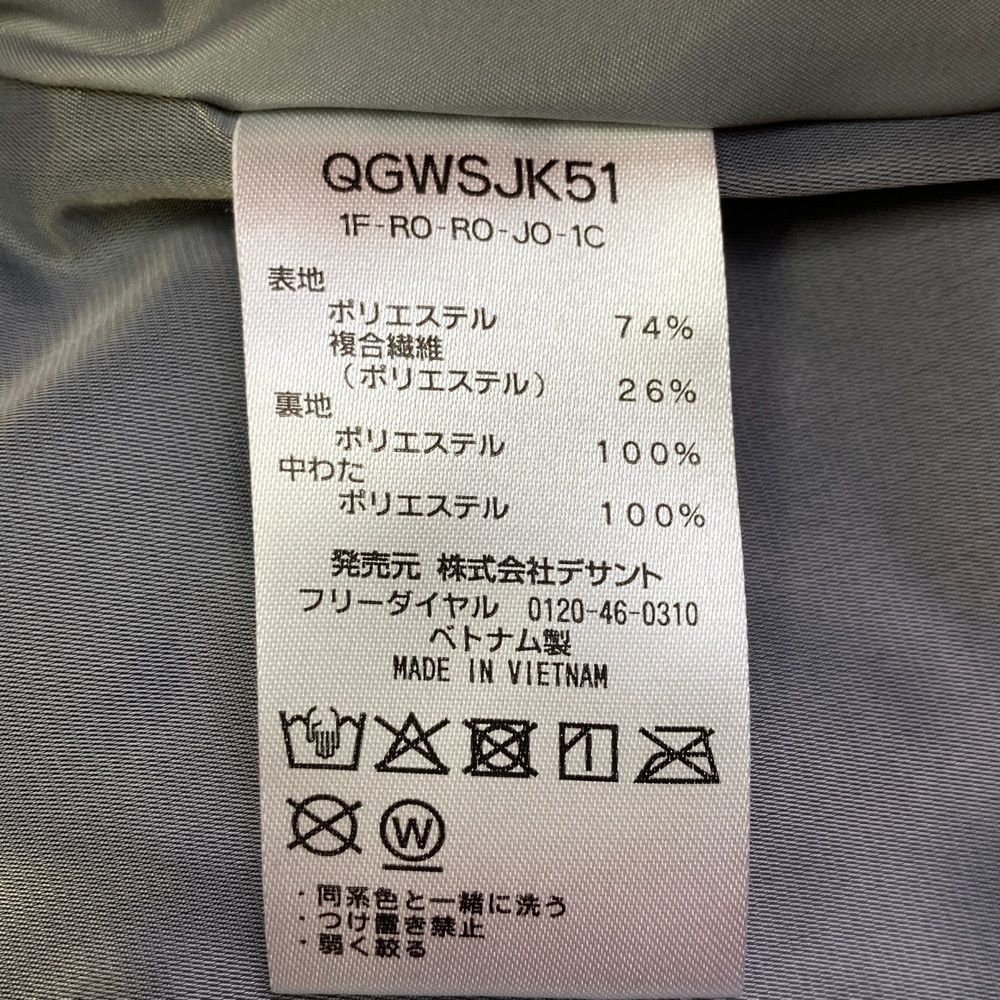 QGWSJK51
1F-RO-RO-JO-1C
表地
ポリエステル 74%
複合繊維
(ポリエステル) 26%
裏地
ポリエステル 100%
中わた
ポリエステル 100%
発売元 株式会社デサント
フリーダイヤル 0120-46-0310
ベトナム製
MADE IN VIETNAM
W
・同系色と一緒に洗う
・つけ置き禁止
・弱く絞る